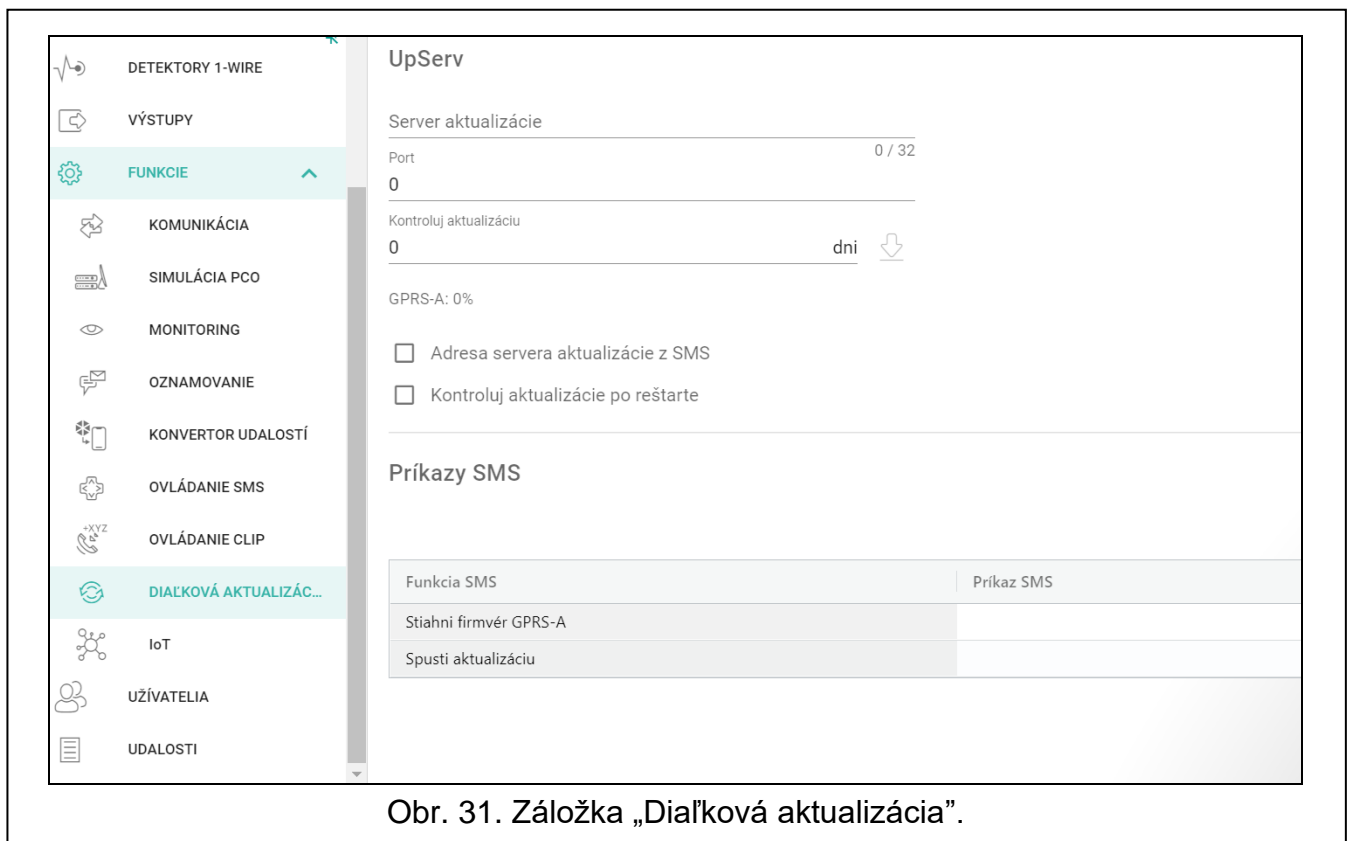 DETEKTORY 1-WIRE
VÝSTUPY
FUNKCIE
KOMUNIKÁCIA
SIMULÁCIA PCO
MONITORING
OZNAMOVANIE
KONVERTOR UDALOSTÍ
OVLÁDANIE SMS
+XYZ
OVLÁDANIE CLIP
DIAĽKOVÁ AKTUALIZÁC...
IoT
UŽÍVATELIA
UDALOSTI
UpServ
Server aktualizácie
0 / 32
Port
0
Kontroluj aktualizáciu
0 dni
GPRS-A: 0%
Adresa servera aktualizácie z SMS
Kontroluj aktualizácie po reštarte
Príkazy SMS
Funkcia SMS Príkaz SMS
Stiahni firmvér GPRS-A
Spusti aktualizáciu
Obr. 31. Záložka „Diaľková aktualizácia”.